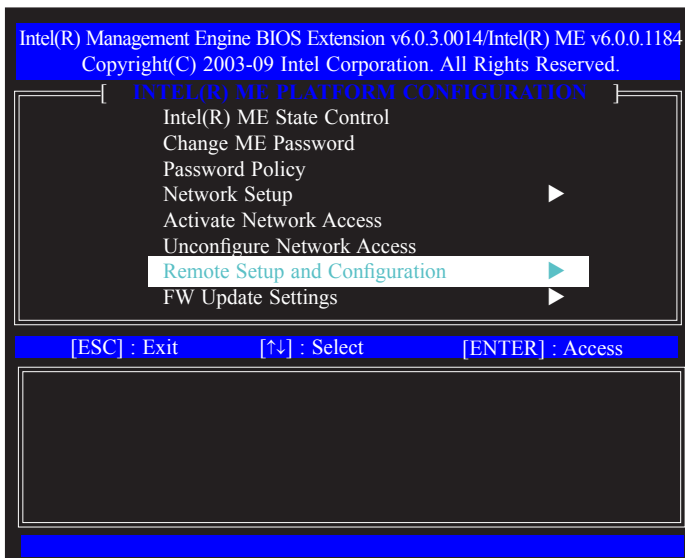 Intel(R) Management Engine BIOS Extension v6.0.3.0014/Intel(R) ME v6.0.0.1184
Copyright(C) 2003-09 Intel Corporation. All Rights Reserved.
[ INTEL(R) ME PLATFORM CONFIGURATION ]
Intel(R) ME State Control
Change ME Password
Password Policy
Network Setup ▶
Activate Network Access
Unconfigure Network Access
Remote Setup and Configuration ▶
FW Update Settings ▶
[ESC] : Exit [↑↓] : Select [ENTER] : Access